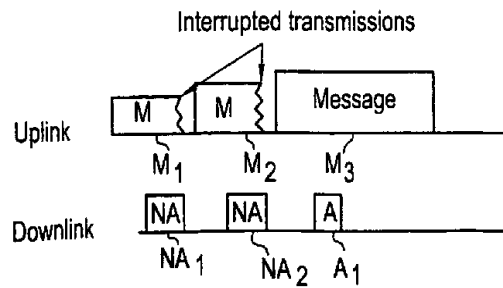 Interrupted transmissions
M M Message
Uplink
M1 M2 M3
NA NA A
Downlink
NA1 NA2 A1